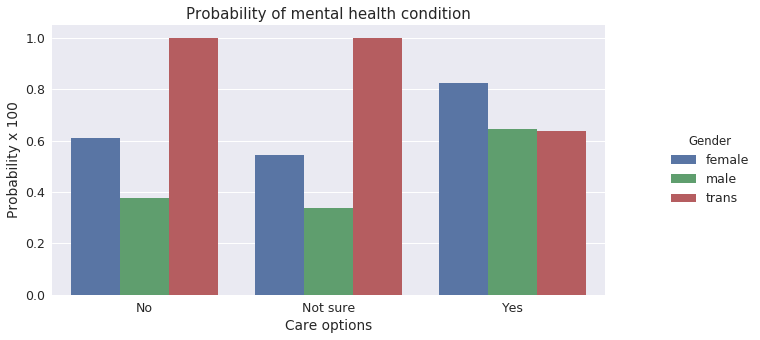 Probability of mental health condition
Probability x 100
1.0
0.8
0.6
0.4
0.2
0.0
No
Not sure
Yes
Care options
Gender
female
male
trans